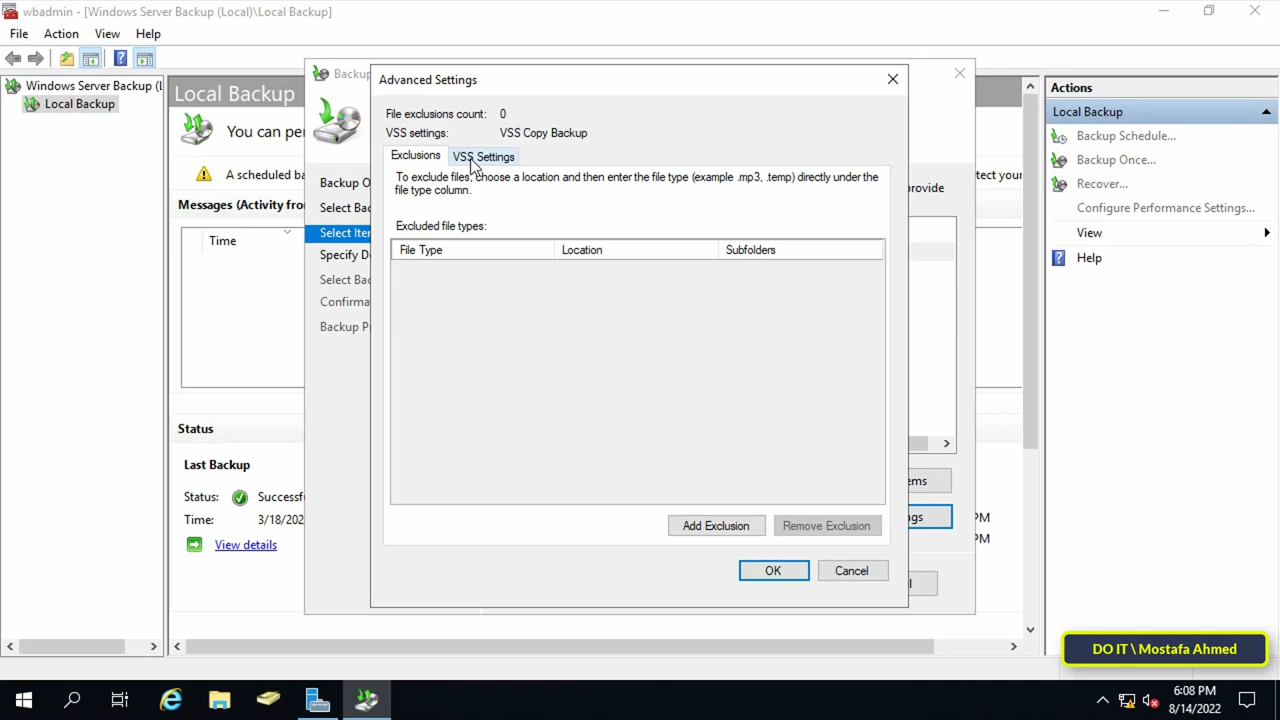 wbadmin - [Windows Server Backup (Local)\Local Backup]
File Action View Help
Windows Server Backup (L
Local Backup
Local Backup
You can per
A scheduled ba
tect your
Messages (Activity from
Time
Status
Last Backup
Status: Successf
Time: 3/18/202
View details
PM
PM
Backup
Backup O
Select Bac
Select Iter
Specify D
Select Bac
Confirma
Backup P
provide
ems
ngs
l
Advanced Settings
File exclusions count: 0
VSS settings: VSS Copy Backup
Exclusions VSS Settings
To exclude files, choose a location and then enter the file type (example .mp3, .temp) directly under the
file type column.
Excluded file types:
File Type Location Subfolders
Add Exclusion Remove Exclusion
OK Cancel
Actions
Local Backup
Backup Schedule...
Backup Once...
Recover...
Configure Performance Settings...
View
Help
DO IT \ Mostafa Ahmed
6:08 PM
8/14/2022